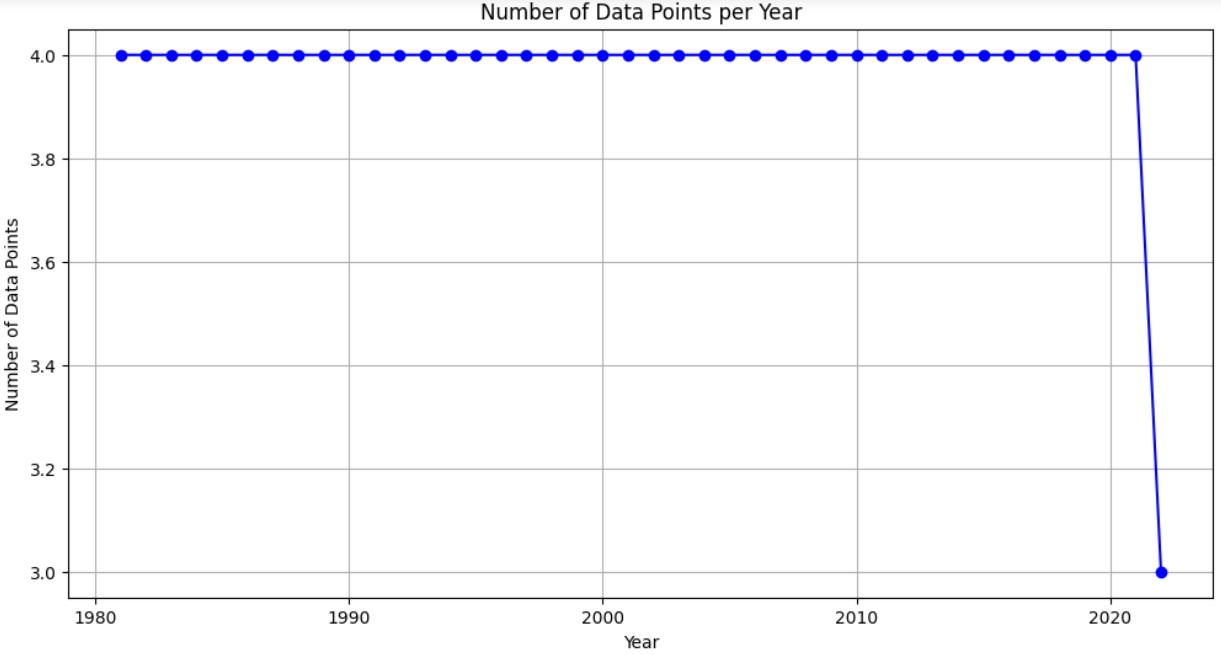 Number of Data Points per Year
Number of Data Points
4.0
3.8
3.6
3.4
3.2
3.0
1980 1990 2000 2010 2020
Year